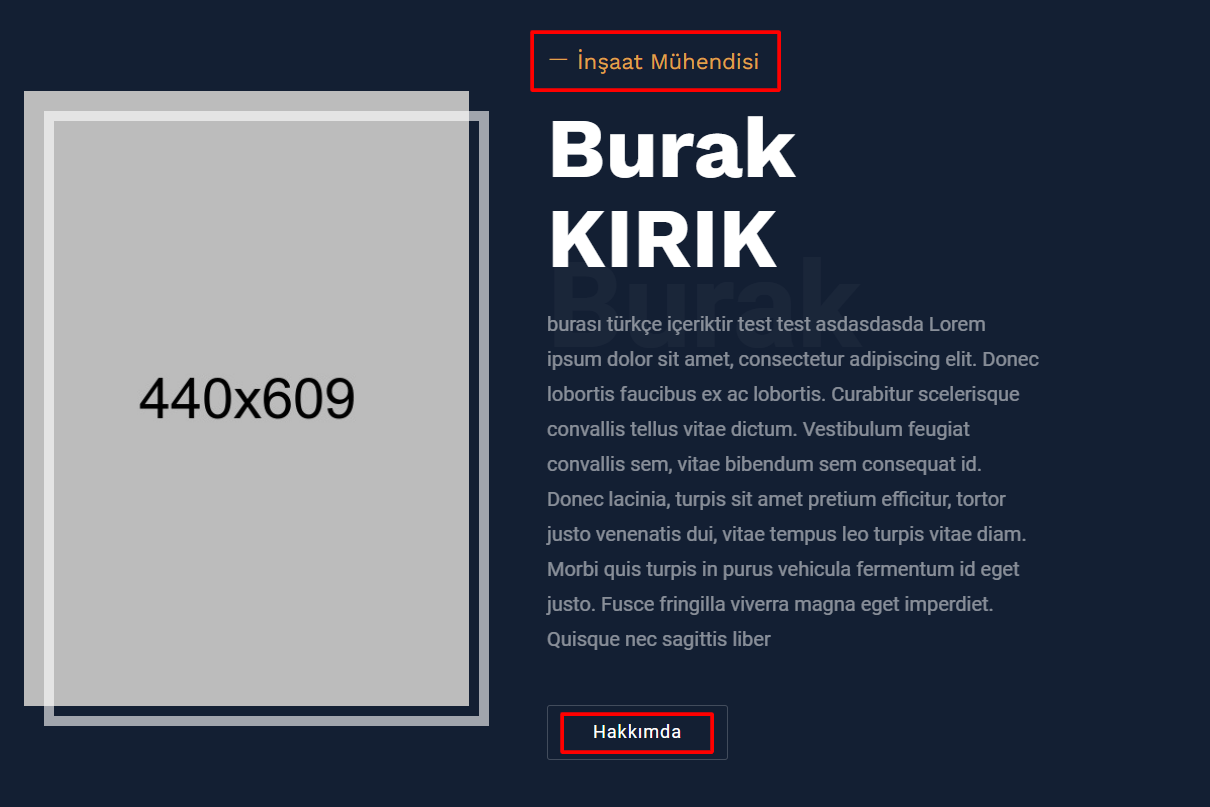 — İnşaat Mühendisi
Burak
KIRIK
Burak
burası türkçe içeriktir test test asdasdasda Lorem
ipsum dolor sit amet, consectetur adipiscing elit. Donec
lobortis faucibus ex ac lobortis. Curabitur scelerisque
convallis tellus vitae dictum. Vestibulum feugiat
convallis sem, vitae bibendum sem consequat id.
Donec lacinia, turpis sit amet pretium efficitur, tortor
justo venenatis dui, vitae tempus leo turpis vitae diam.
Morbi quis turpis in purus vehicula fermentum id eget
justo. Fusce fringilla viverra magna eget imperdiet.
Quisque nec sagittis liber
440x609
Hakkımda